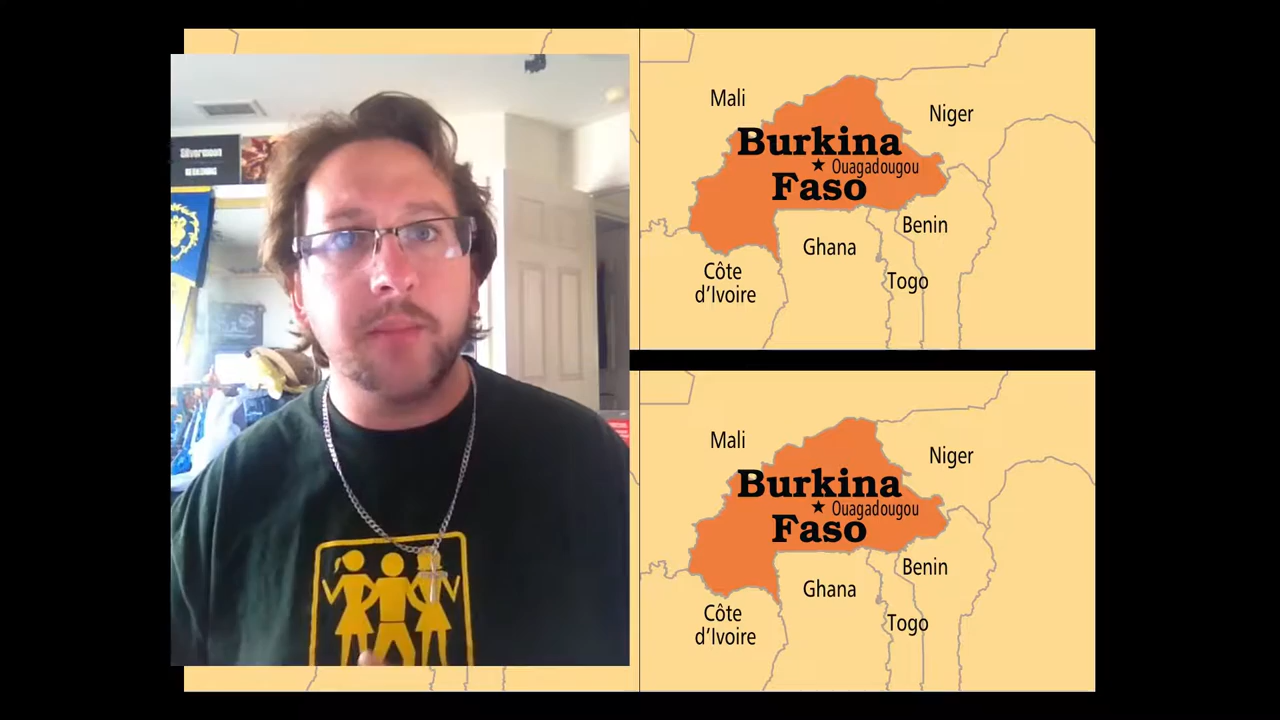 Silvermoon
Mali
Niger
Burkina
Ouagadougou
Faso
Benin
Ghana
Togo
Côte
d'Ivoire
Mali
Niger
Burkina
Ouagadougou
Faso
Benin
Ghana
Togo
Côte
d'Ivoire